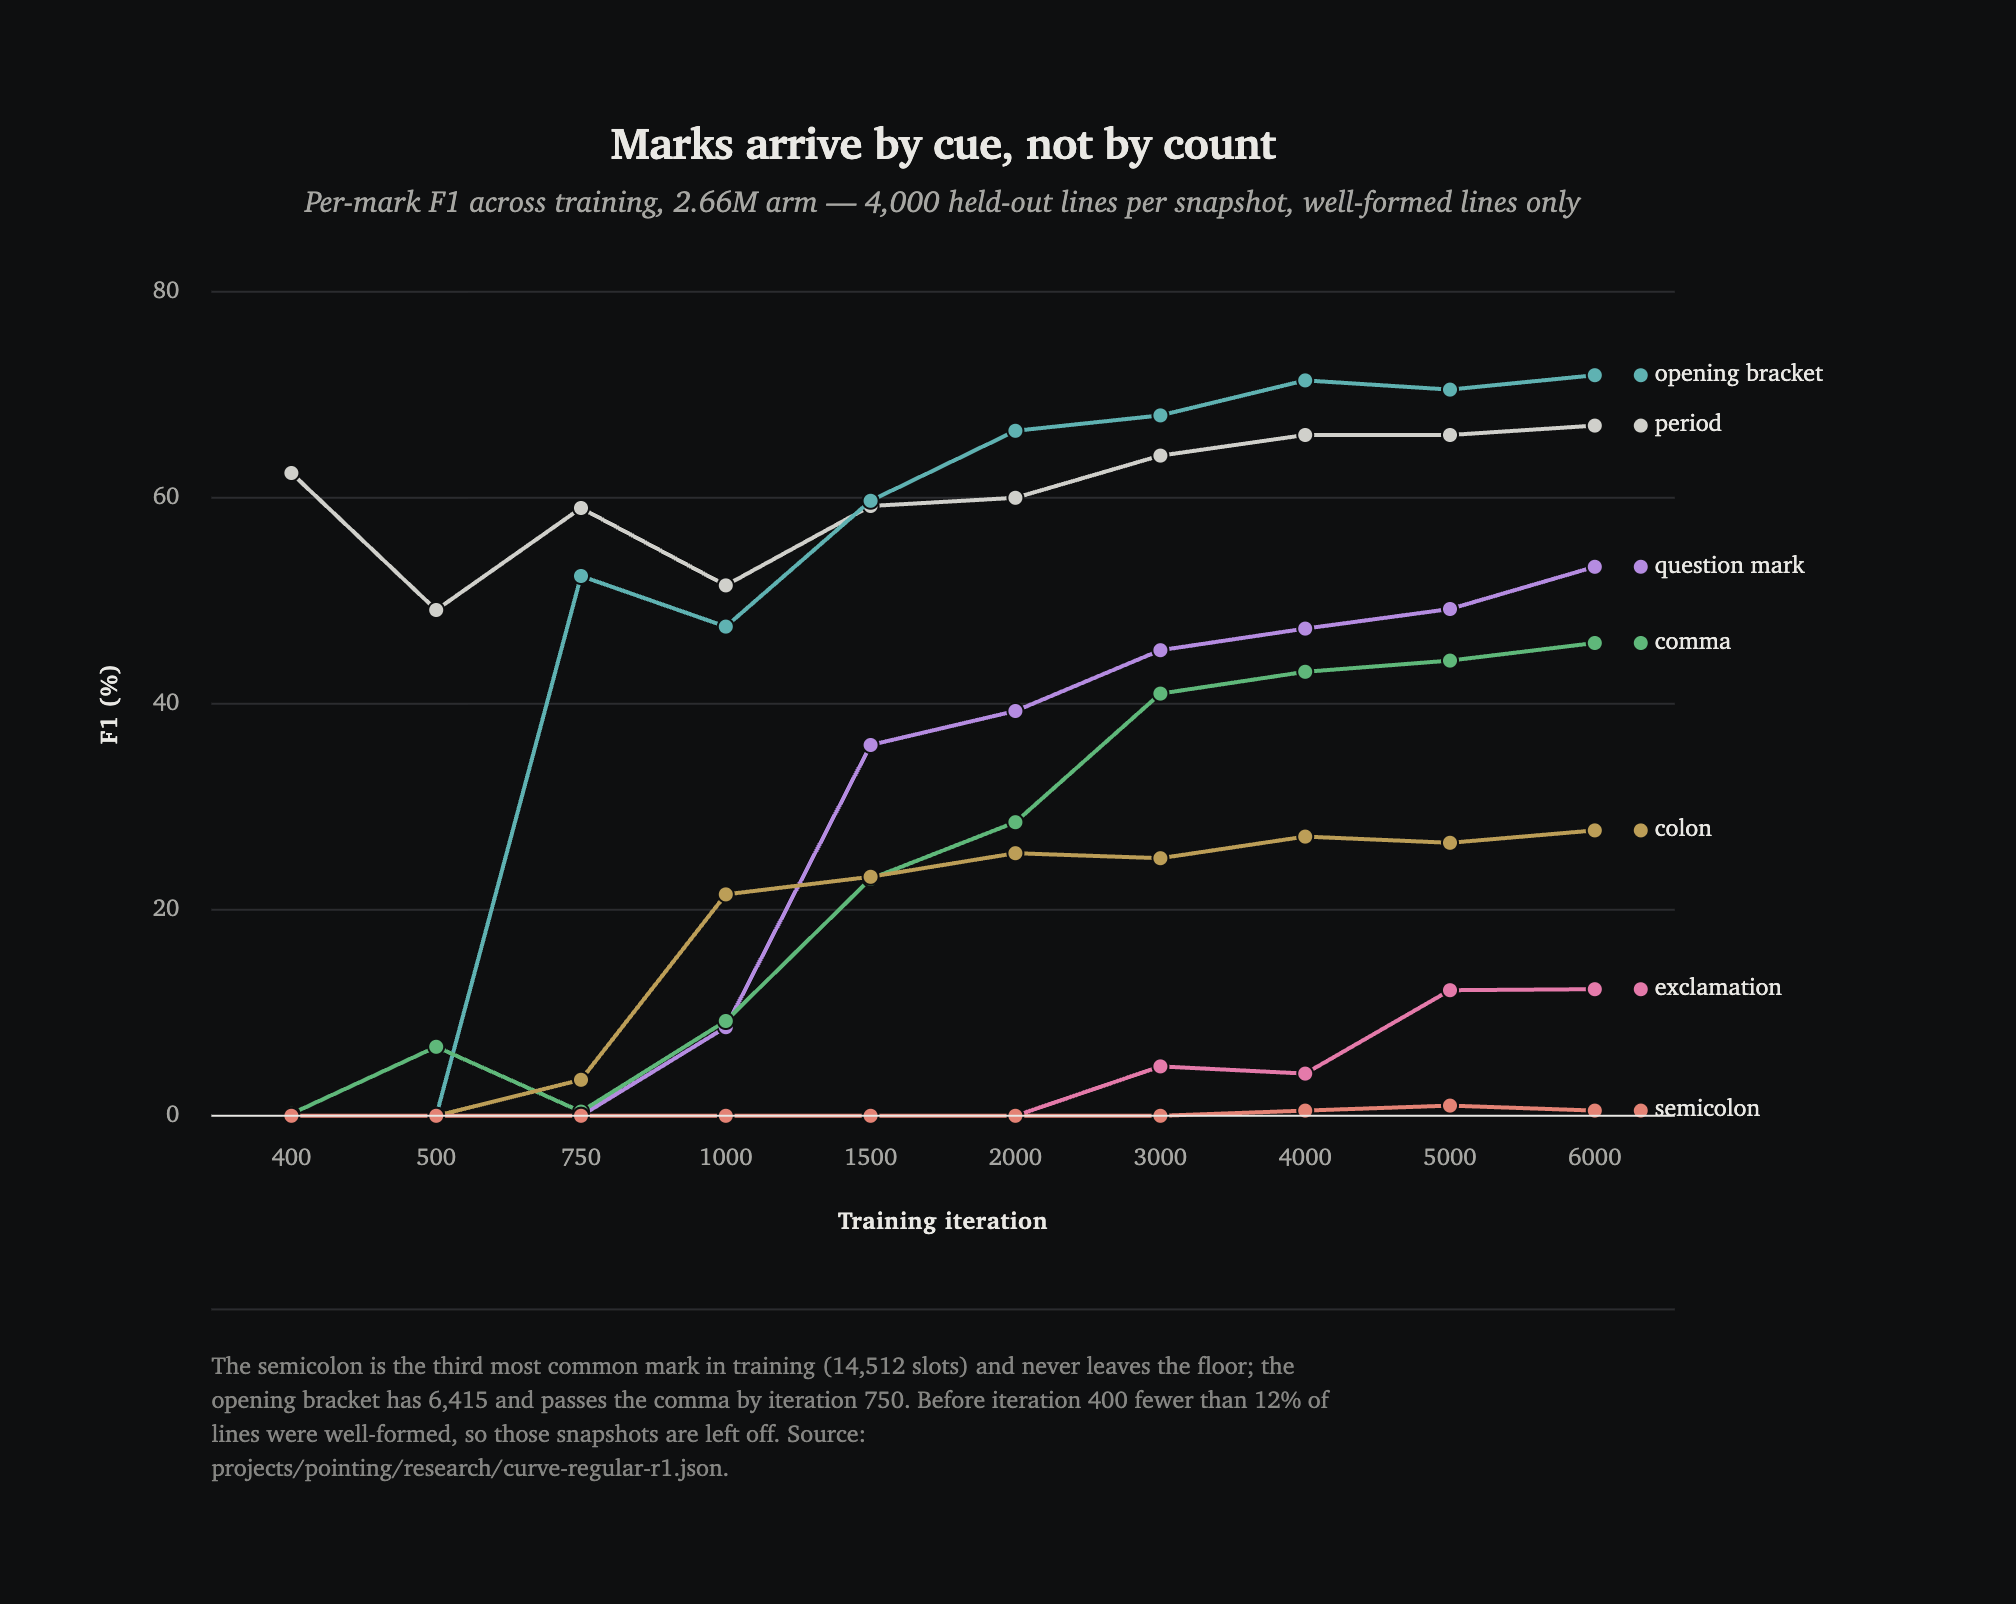 Marks arrive by cue, not by count
Per-mark F1 across training, 2.66M arm — 4,000 held-out lines per snapshot, well-formed lines only
80
60
40
20
0
F1 (%)
opening bracket
period
question mark
comma
colon
exclamation
semicolon
400 500 750 1000 1500 2000 3000 4000 5000 6000
Training iteration
The semicolon is the third most common mark in training (14,512 slots) and never leaves the floor; the
opening bracket has 6,415 and passes the comma by iteration 750. Before iteration 400 fewer than 12% of
lines were well-formed, so those snapshots are left off. Source:
projects/pointing/research/curve-regular-r1.json.